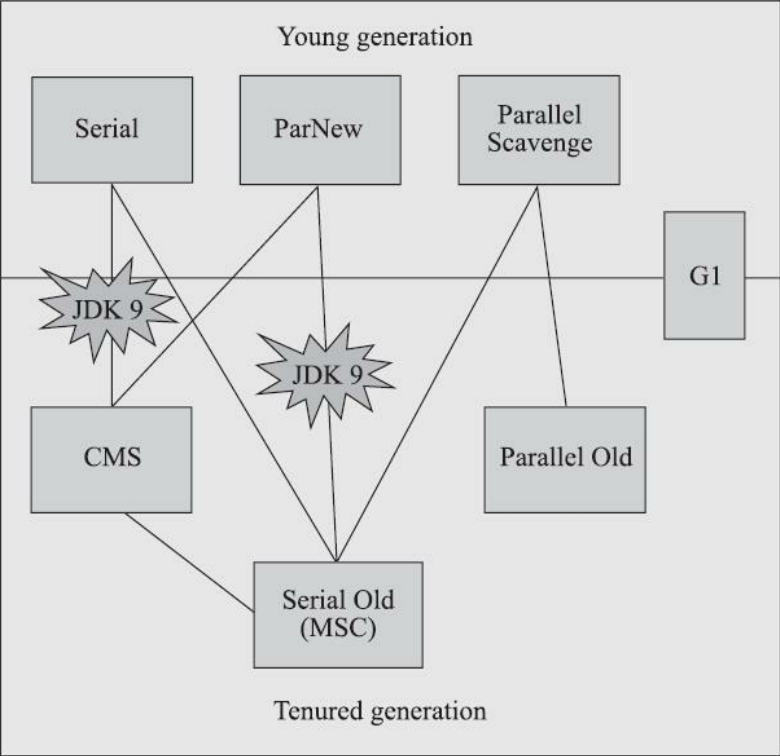 Young generation
Serial
ParNew
Parallel
Scavenge
G1
JDK 9
JDK 9
CMS
Parallel Old
Serial Old
(MSC)
Tenured generation